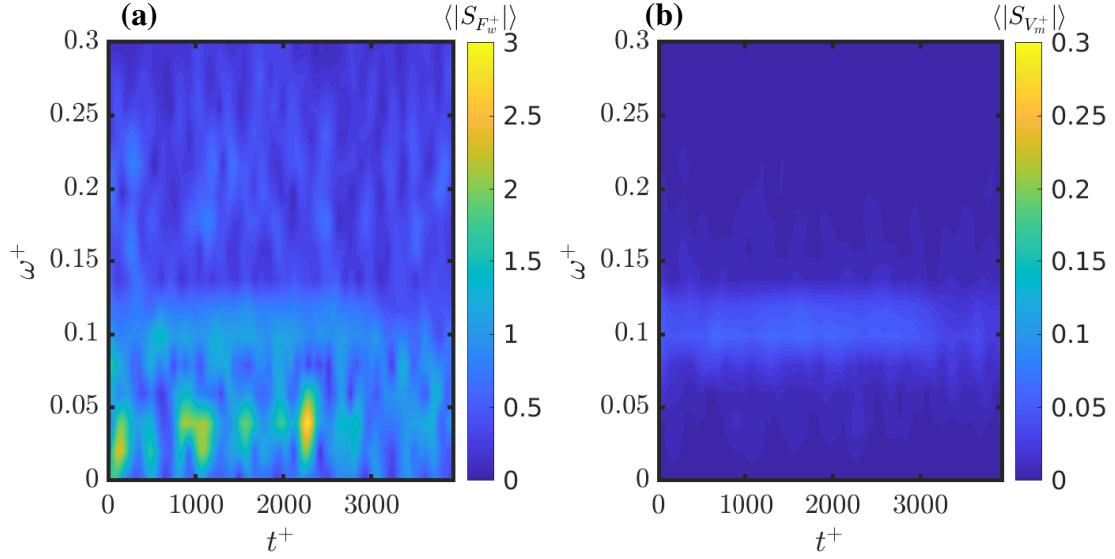 (a) ⟨|S_{F_w^+}|⟩ (b) ⟨|S_{V_m^+}|⟩
0.3 3 0.3 0.3
0.25 2.5 0.25 0.25
0.2 2 0.2 0.2
ω^+ 0.15 1.5 ω^+ 0.15 0.15
0.1 1 0.1 0.1
0.05 0.5 0.05 0.05
0 0 0 0
0 1000 2000 3000 0 1000 2000 3000
t^+ t^+